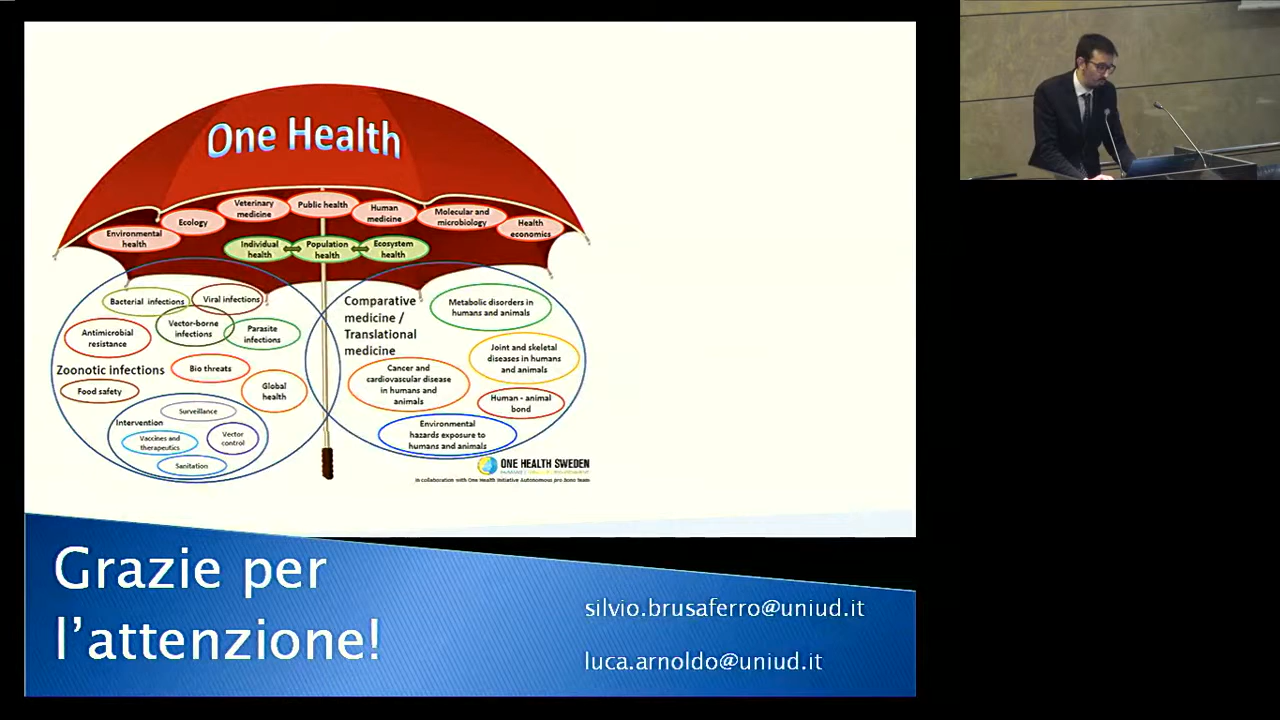 One Health
Environmental
health
Ecology
Veterinary
medicine
Public health
Human
medicine
Molecular and
microbiology
Health
economics
Individual
health
Population
health
Ecosystem
health
Bacterial infections
Viral infections
Vector-borne
infections
Parasite
infections
Antimicrobial
resistance
Zoonotic infections
Bio threats
Food safety
Global
health
Surveillance
Intervention
Vaccines and
therapeutics
Vector
control
Sanitation
Comparative
medicine /
Translational
medicine
Metabolic disorders in
humans and animals
Joint and skeletal
diseases in humans
and animals
Cancer and
cardiovascular disease
in humans and
animals
Human - animal
bond
Environmental
hazards exposure to
humans and animals
ONE HEALTH SWEDEN
in collaboration with One Health Initiative Autonomous pro bono team
Grazie per
l'attenzione!
silvio.brusaferro@uniud.it
luca.arnoldo@uniud.it